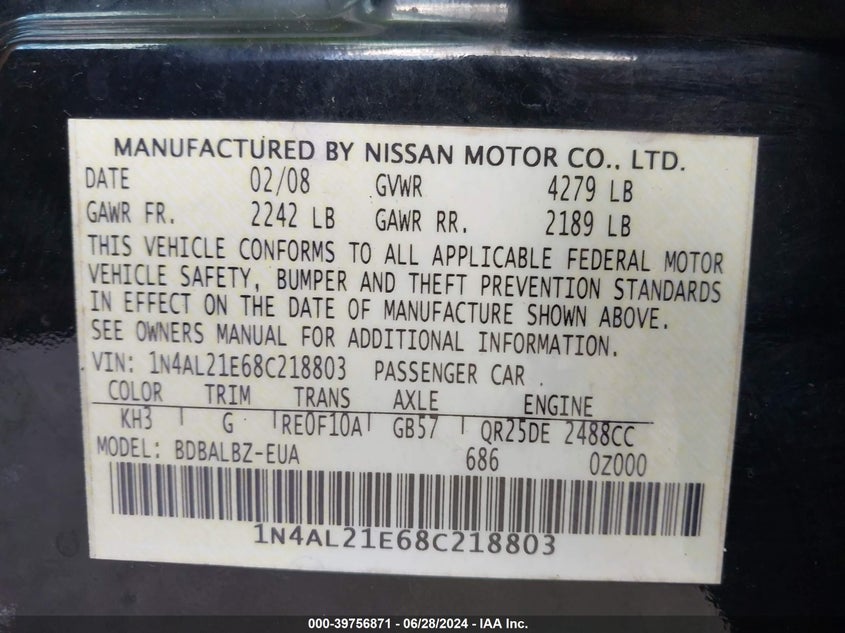 MANUFACTURED BY NISSAN MOTOR CO., LTD.
DATE 02/08 GVWR 4279 LB
GAWR FR. 2242 LB GAWR RR. 2189 LB
THIS VEHICLE CONFORMS TO ALL APPLICABLE FEDERAL MOTOR
VEHICLE SAFETY, BUMPER AND THEFT PREVENTION STANDARDS
IN EFFECT ON THE DATE OF MANUFACTURE SHOWN ABOVE.
SEE OWNERS MANUAL FOR ADDITIONAL INFORMATION.
VIN: 1N4AL21E68C218803 PASSENGER CAR
COLOR TRIM TRANS AXLE ENGINE
KH3 G RE0F10A GB57 QR25DE 2488CC
MODEL: BDBALBZ-EUA 686 0Z000
1N4AL21E68C218803
000-39756871 - 06/28/2024 - IAA Inc.